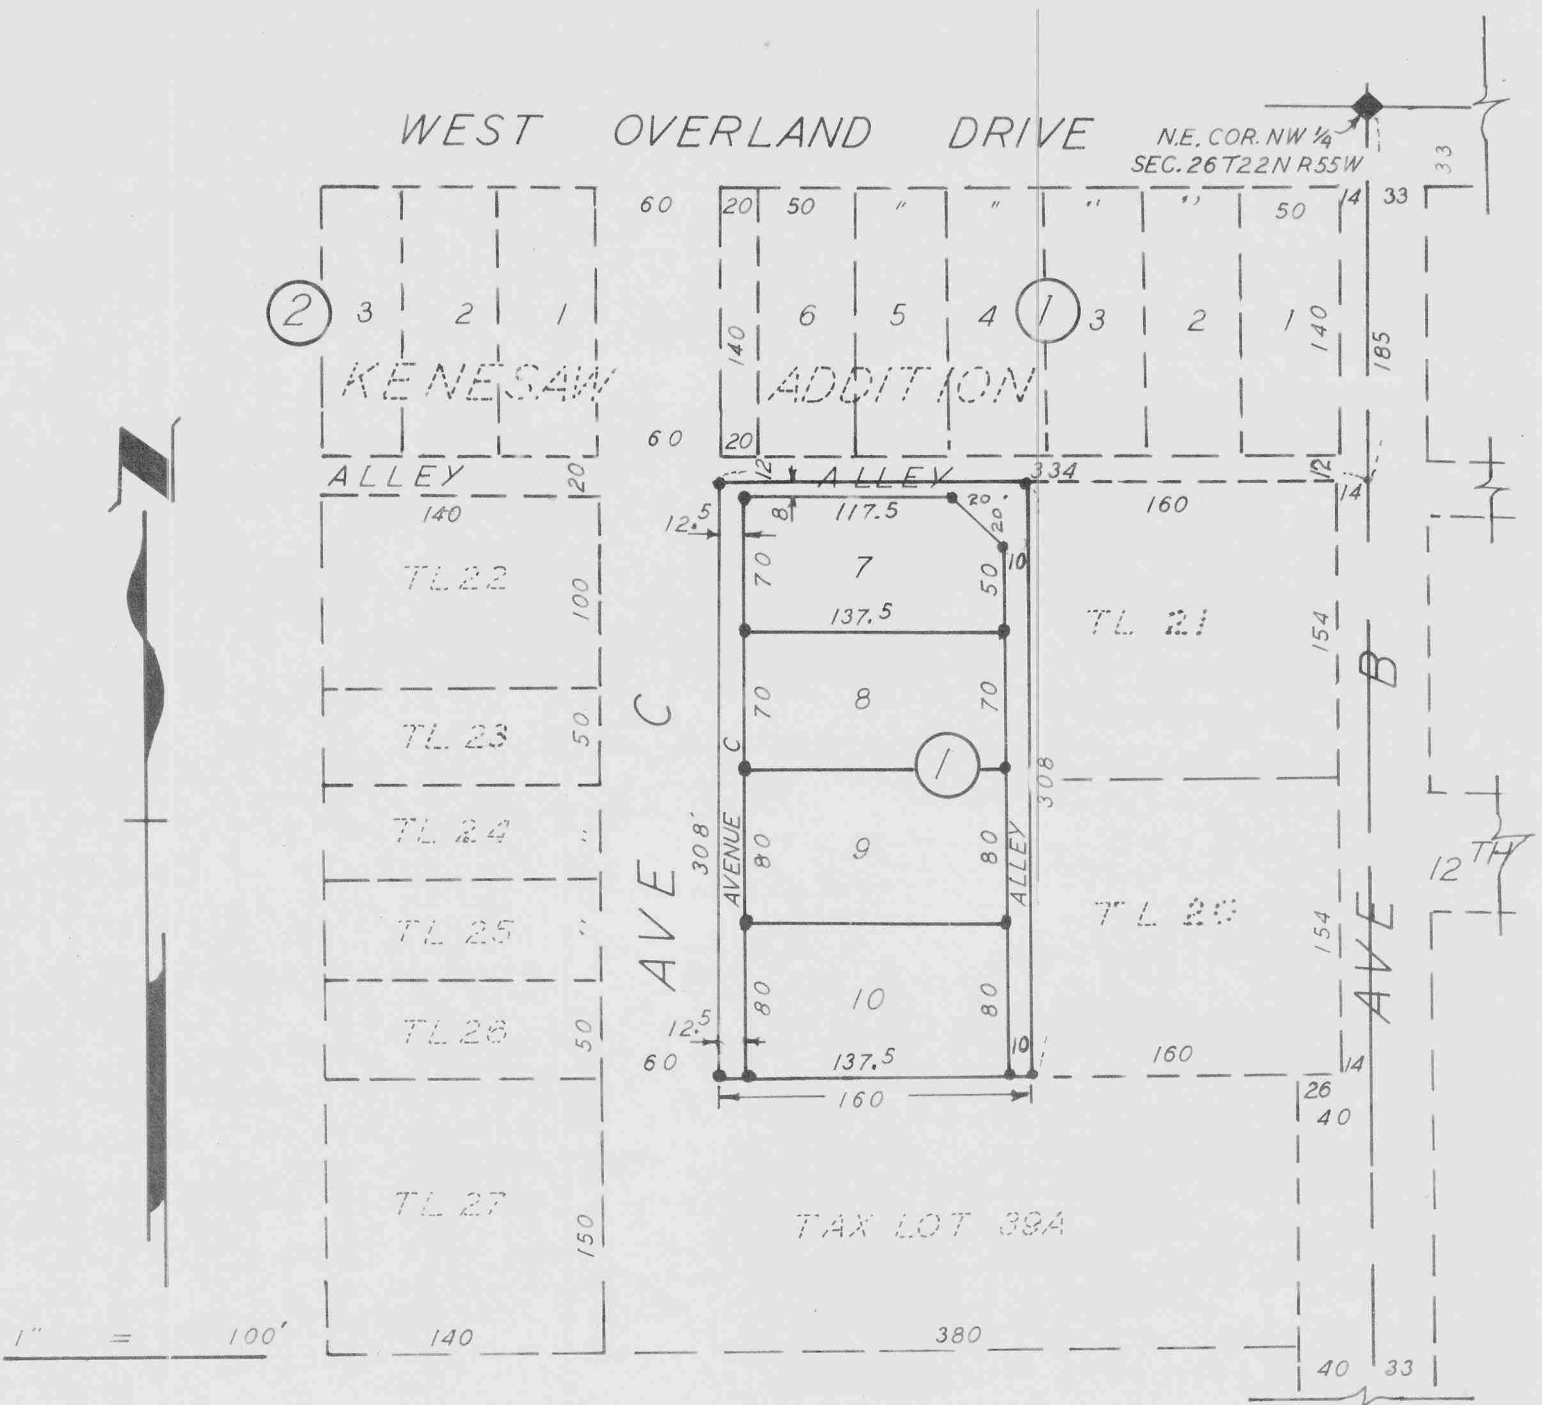 WEST OVERLAND DRIVE
N.E. COR. NW ¼
SEC. 26 T22N R55W
33
60 20 50 " " " " 50 14 33
2 3 2 1 6 5 4 1 3 2 1
140 140 185
KENESAW ADDITION
60 20
ALLEY 20 12 ALLEY 334 12
140 160 14
12.5 8 117.5 20' 20'
TL 22 100 70 7 50 10
137.5 TL 21 154
B
C 70 8 70
TL 23 50
C 1
308
TL 24 " 308' AVENUE 80 9 80 ALLEY
12TH
AVE
TL 25 " TL 20 154 AVE
TL 26 50 80 10 80
12.5 10
60 137.5 160 14
160 26
40
TL 27 150 TAX LOT 39A
1" = 100' 140 380
40 33